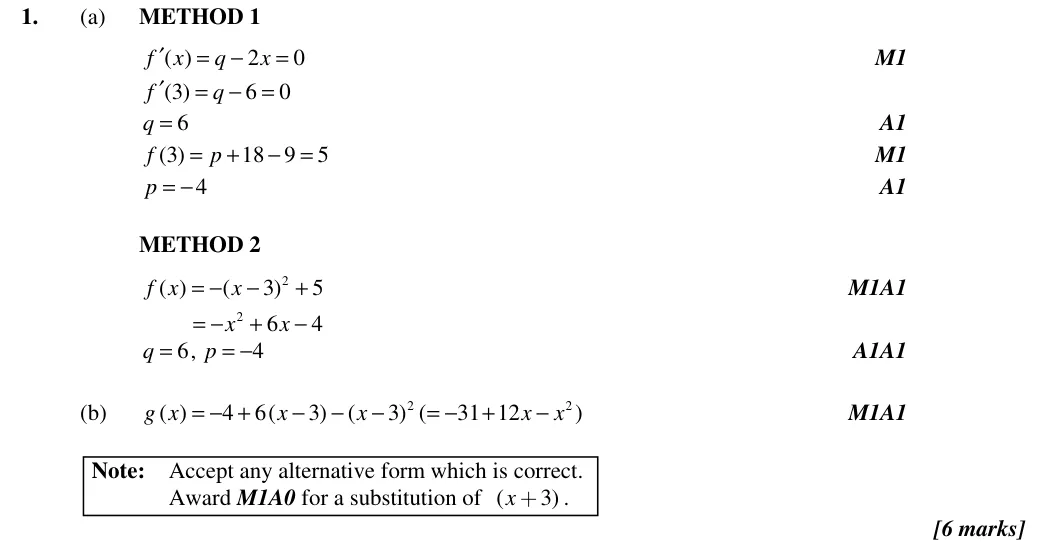 1. (a) METHOD 1
f′(x) = q − 2x = 0 M1
f′(3) = q − 6 = 0
q = 6 A1
f(3) = p + 18 − 9 = 5 M1
p = −4 A1
METHOD 2
f(x) = −(x − 3)² + 5 M1A1
= −x² + 6x − 4
q = 6, p = −4 A1A1
(b) g(x) = −4 + 6(x − 3) − (x − 3)² (= −31 + 12x − x²) M1A1
Note: Accept any alternative form which is correct.
Award M1A0 for a substitution of (x + 3).
[6 marks]